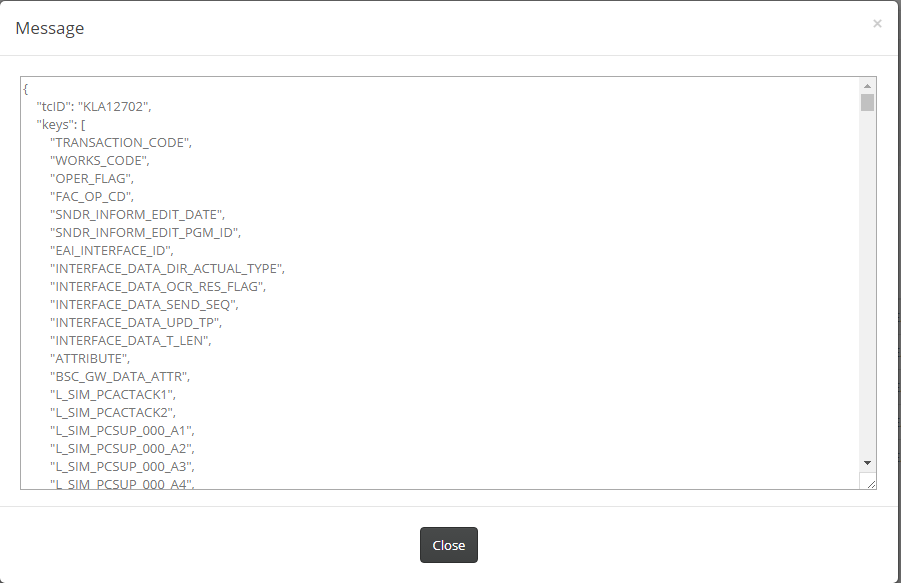 Message
×
{
"tcID": "KLA12702",
"keys": [
"TRANSACTION_CODE",
"WORKS_CODE",
"OPER_FLAG",
"FAC_OP_CD",
"SNDR_INFORM_EDIT_DATE",
"SNDR_INFORM_EDIT_PGM_ID",
"EAI_INTERFACE_ID",
"INTERFACE_DATA_DIR_ACTUAL_TYPE",
"INTERFACE_DATA_OCR_RES_FLAG",
"INTERFACE_DATA_SEND_SEQ",
"INTERFACE_DATA_UPD_TP",
"INTERFACE_DATA_T_LEN",
"ATTRIBUTE",
"BSC_GW_DATA_ATTR",
"L_SIM_PCACTACK1",
"L_SIM_PCACTACK2",
"L_SIM_PCSUP_000_A1",
"L_SIM_PCSUP_000_A2",
"L_SIM_PCSUP_000_A3",
"L_SIM_PCSUP_000_A4",
Close